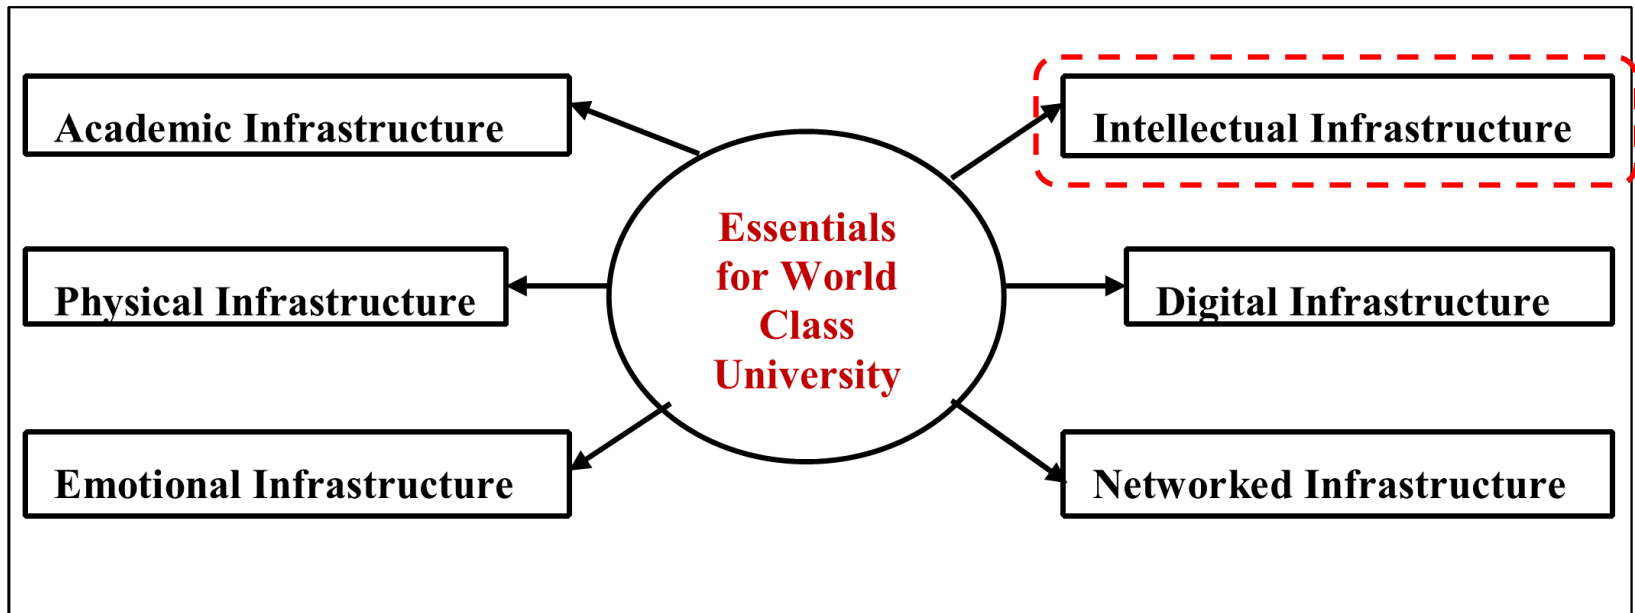 Academic Infrastructure
Intellectual Infrastructure
Essentials
for World
Class
University
Physical Infrastructure
Digital Infrastructure
Emotional Infrastructure
Networked Infrastructure